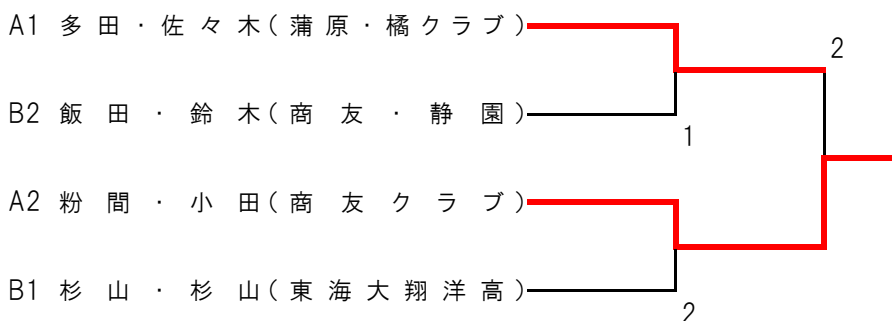 A1 多田・佐々木(蒲原・橘クラブ)
2
B2 飯田・鈴木(商友・静園)
1
A2 粉間・小田(商友クラブ)
B1 杉山・杉山(東海大翔洋高)
2